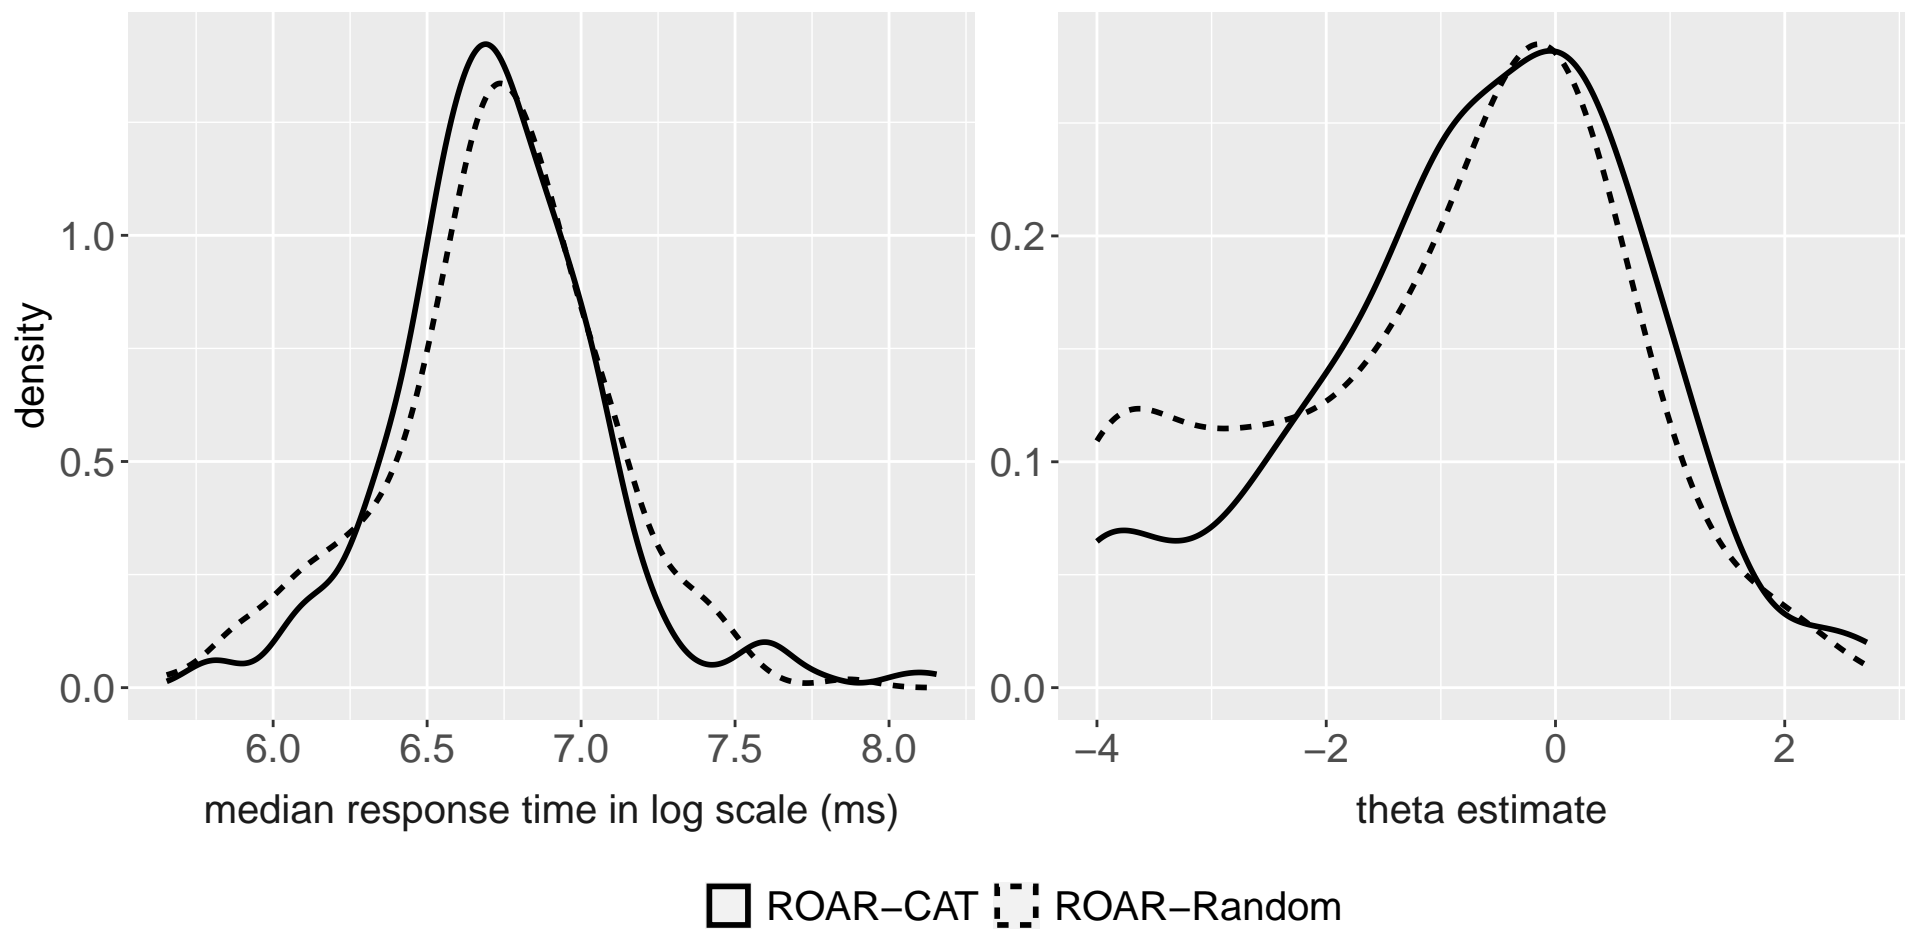 density
1.0
0.5
0.0
6.0 6.5 7.0 7.5 8.0
median response time in log scale (ms)
0.2
0.1
0.0
−4 −2 0 2
theta estimate
ROAR−CAT ROAR−Random